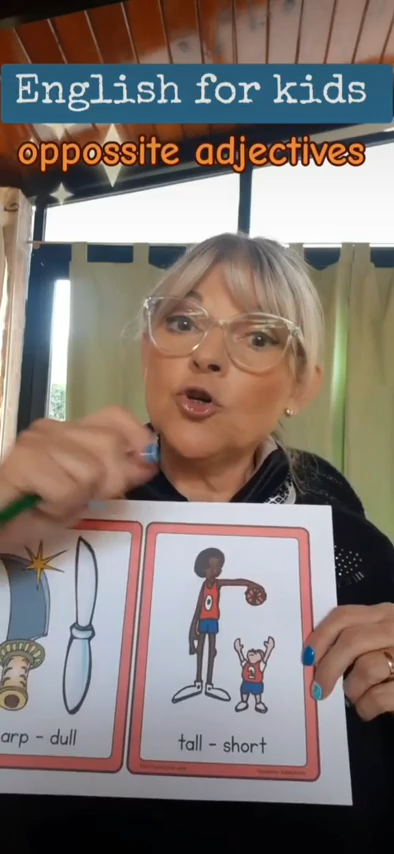 English for kids
oppossite adjectives
arp - dull
tall - short